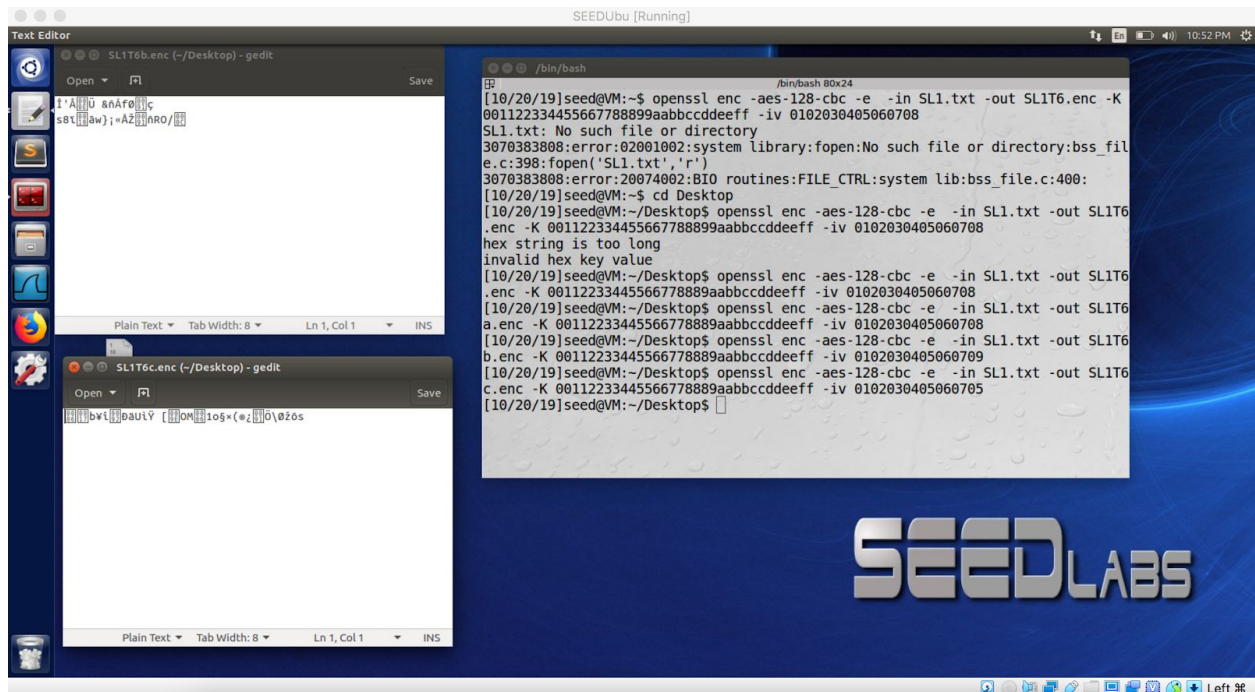 SEEDUbu [Running]
Text Editor
En
10:52 PM
SL1T6b.enc (~/Desktop) - gedit
Open
Save
Plain Text
Tab Width: 8
Ln 1, Col 1
INS
SL1T6c.enc (~/Desktop) - gedit
Open
Save
Plain Text
Tab Width: 8
Ln 1, Col 1
INS
/bin/bash
/bin/bash 80x24
[10/20/19]seed@VM:~$ openssl enc -aes-128-cbc -e  -in SL1.txt -out SL1T6.enc -K
001122334455667788899aabbccddeeff -iv 0102030405060708
SL1.txt: No such file or directory
3070383808:error:02001002:system library:fopen:No such file or directory:bss_fil
e.c:398:fopen('SL1.txt','r')
3070383808:error:20074002:BIO routines:FILE_CTRL:system lib:bss_file.c:400:
[10/20/19]seed@VM:~$ cd Desktop
[10/20/19]seed@VM:~/Desktop$ openssl enc -aes-128-cbc -e  -in SL1.txt -out SL1T6
.enc -K 001122334455667788899aabbccddeeff -iv 0102030405060708
hex string is too long
invalid hex key value
[10/20/19]seed@VM:~/Desktop$ openssl enc -aes-128-cbc -e  -in SL1.txt -out SL1T6
.enc -K 00112233445566778889aabbccddeeff -iv 0102030405060708
[10/20/19]seed@VM:~/Desktop$ openssl enc -aes-128-cbc -e  -in SL1.txt -out SL1T6
a.enc -K 00112233445566778889aabbccddeeff -iv 0102030405060708
[10/20/19]seed@VM:~/Desktop$ openssl enc -aes-128-cbc -e  -in SL1.txt -out SL1T6
b.enc -K 00112233445566778889aabbccddeeff -iv 0102030405060709
[10/20/19]seed@VM:~/Desktop$ openssl enc -aes-128-cbc -e  -in SL1.txt -out SL1T6
c.enc -K 00112233445566778889aabbccddeeff -iv 0102030405060705
[10/20/19]seed@VM:~/Desktop$
SEEDLABS
Left ⌘